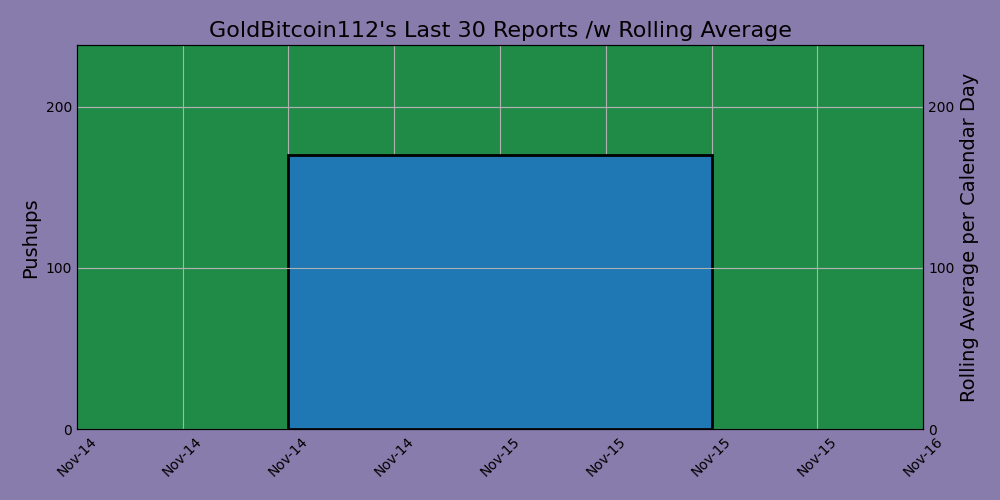 GoldBitcoin112's Last 30 Reports /w Rolling Average
Pushups
200
100
0
200
100
0
Rolling Average per Calendar Day
Nov-14
Nov-14
Nov-14
Nov-14
Nov-15
Nov-15
Nov-15
Nov-15
Nov-16